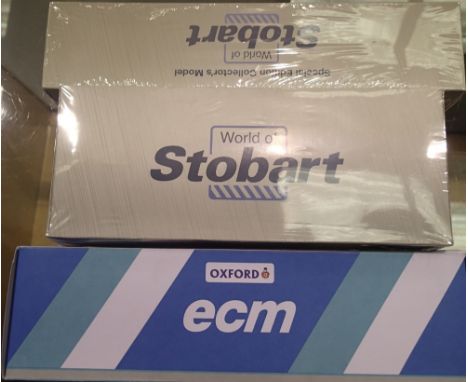 Special Edition Collector's Model
World of
Stobart
World of
Stobart
OXFORD
ecm